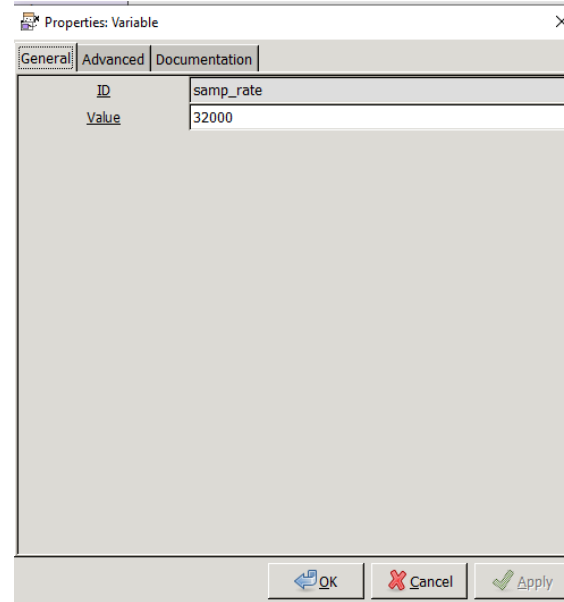 Properties: Variable
General Advanced Documentation
ID samp_rate
Value 32000
OK Cancel Apply